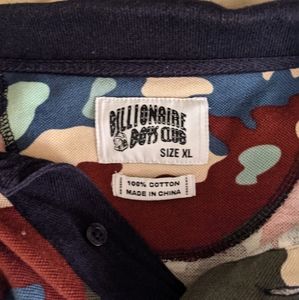 BILLIONAIRE
BOYS CLUB
SIZE XL
100% COTTON
MADE IN CHINA